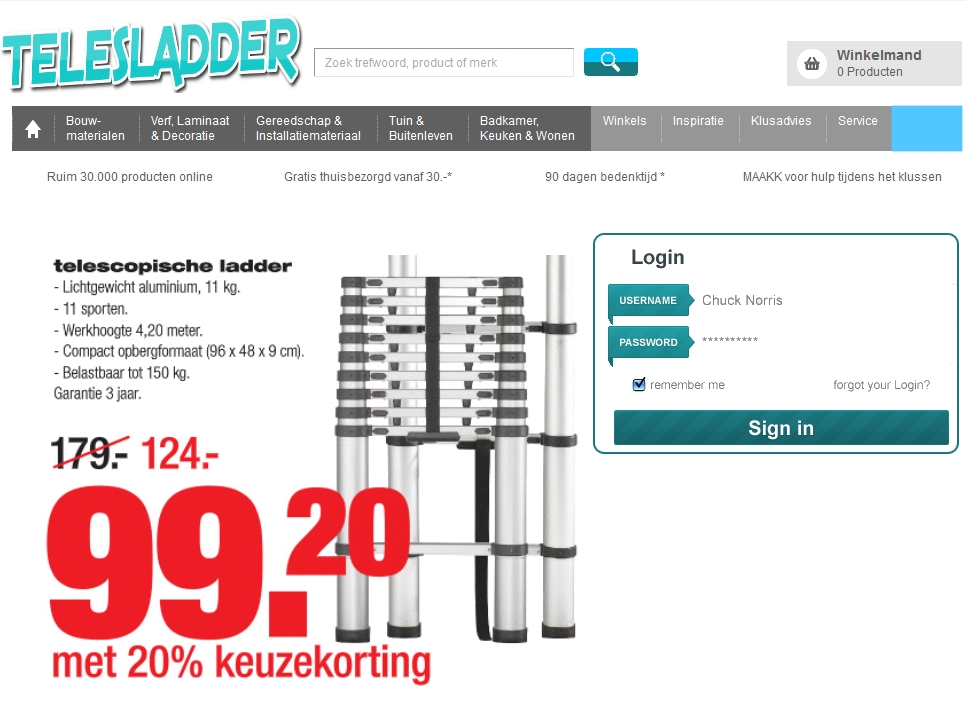 TELESLADDER
Zoek trefwoord, product of merk
Winkelmand
0 Producten
Bouw-
materialen
Verf, Laminaat
& Decoratie
Gereedschap &
Installatiemateriaal
Tuin &
Buitenleven
Badkamer,
Keuken & Wonen
Winkels
Inspiratie
Klusadvies
Service
Ruim 30.000 producten online
Gratis thuisbezorgd vanaf 30.-*
90 dagen bedenktijd *
MAAKK voor hulp tijdens het klussen
telescopische ladder
- Lichtgewicht aluminium, 11 kg.
- 11 sporten.
- Werkhoogte 4,20 meter.
- Compact opbergformaat (96 x 48 x 9 cm).
- Belastbaar tot 150 kg.
Garantie 3 jaar.
179.- 124.-
99.20
met 20% keuzekorting
Login
USERNAME Chuck Norris
PASSWORD **********
remember me
forgot your Login?
Sign in